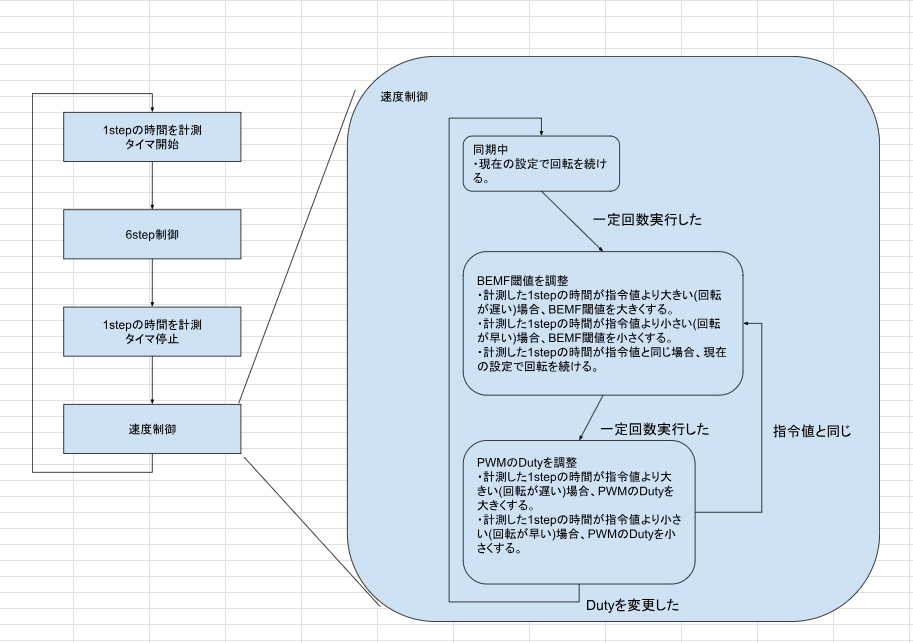 1stepの時間を計測
タイマ開始
6step制御
1stepの時間を計測
タイマ停止
速度制御
速度制御
同期中
・現在の設定で回転を続け
る。
一定回数実行した
BEMF閾値を調整
・計測した1stepの時間が指令値より大きい(回転
が遅い)場合、BEMF閾値を大きくする。
・計測した1stepの時間が指令値より小さい(回転
が早い)場合、BEMF閾値を小さくする。
・計測した1stepの時間が指令値と同じ場合、現在
の設定で回転を続ける。
一定回数実行した
指令値と同じ
PWMのDutyを調整
・計測した1stepの時間が指令値より大
きい(回転が遅い)場合、PWMのDutyを
大きくする。
・計測した1stepの時間が指令値より小さ
い(回転が早い)場合、PWMのDutyを小
さくする。
Dutyを変更した